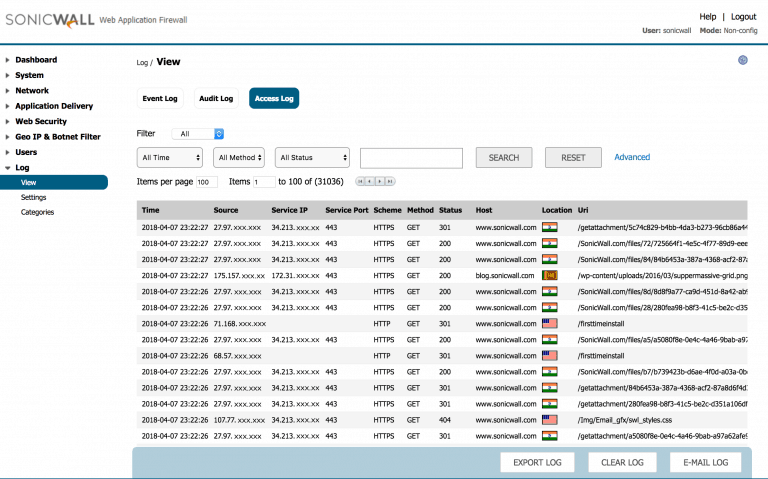 SONICWALL Web Application Firewall
Help | Logout
User: sonicwall Mode: Non-config
Dashboard
System
Network
Application Delivery
Web Security
Geo IP & Botnet Filter
Users
Log
View
Settings
Categories
Log / View
Event Log Audit Log Access Log
Filter All
All Time All Method All Status SEARCH RESET Advanced
Items per page 100 Items 1 to 100 of (31036)
Time Source Service IP Service Port Scheme Method Status Host Location Uri
2018-04-07 23:22:27 27.97. xxx.xxx 34.213. xxx.xx 443 HTTPS GET 301 www.sonicwall.com /getattachment/5c74c829-b4bb-4da3-b273-96cb86a44
2018-04-07 23:22:27 27.97. xxx.xxx 34.213. xxx.xx 443 HTTPS GET 200 www.sonicwall.com /SonicWall.com/files/72/725664f1-4e5c-4f77-89d9-eee
2018-04-07 23:22:27 27.97. xxx.xxx 34.213. xxx.xx 443 HTTPS GET 200 www.sonicwall.com /SonicWall.com/files/84/84b6453a-387a-4368-acf2-87a
2018-04-07 23:22:27 175.157. xxx.xx 172.31. xxx.xx 443 HTTPS GET 200 blog.sonicwall.com /wp-content/uploads/2016/03/suppermassive-grid.png
2018-04-07 23:22:26 27.97. xxx.xxx 34.213. xxx.xx 443 HTTPS GET 200 www.sonicwall.com /SonicWall.com/files/8d/8d8f9a77-ca9d-451d-8a42-ab9
2018-04-07 23:22:26 27.97. xxx.xxx 34.213. xxx.xx 443 HTTPS GET 200 www.sonicwall.com /SonicWall.com/files/28/280fea98-b8f3-41c5-be2c-d35
2018-04-07 23:22:26 71.168. xxx.xxx HTTP GET 301 www.sonicwall.com /firsttimeinstall
2018-04-07 23:22:26 27.97. xxx.xxx 34.213. xxx.xx 443 HTTPS GET 200 www.sonicwall.com /SonicWall.com/files/a5/a5080f8e-0e4c-4a46-9bab-a97
2018-04-07 23:22:26 68.57. xxx.xxx HTTP GET 301 www.sonicwall.com /firsttimeinstall
2018-04-07 23:22:26 27.97. xxx.xxx 34.213. xxx.xx 443 HTTPS GET 200 www.sonicwall.com /SonicWall.com/files/b7/b739423b-d6ae-4f0d-a03a-0b
2018-04-07 23:22:26 27.97. xxx.xxx 34.213. xxx.xx 443 HTTPS GET 301 www.sonicwall.com /getattachment/84b6453a-387a-4368-acf2-87a8d6f4d
2018-04-07 23:22:26 27.97. xxx.xxx 34.213. xxx.xx 443 HTTPS GET 301 www.sonicwall.com /getattachment/280fea98-b8f3-41c5-be2c-d351a106df
2018-04-07 23:22:26 107.77. xxx.xxx 34.213. xxx.xx 443 HTTPS GET 404 www.sonicwall.com /Img/Email_gfx/swl_styles.css
2018-04-07 23:22:26 27.97. xxx.xxx 34.213. xxx.xx 443 HTTPS GET 301 www.sonicwall.com /getattachment/a5080f8e-0e4c-4a46-9bab-a97a62afe9
EXPORT LOG CLEAR LOG E-MAIL LOG